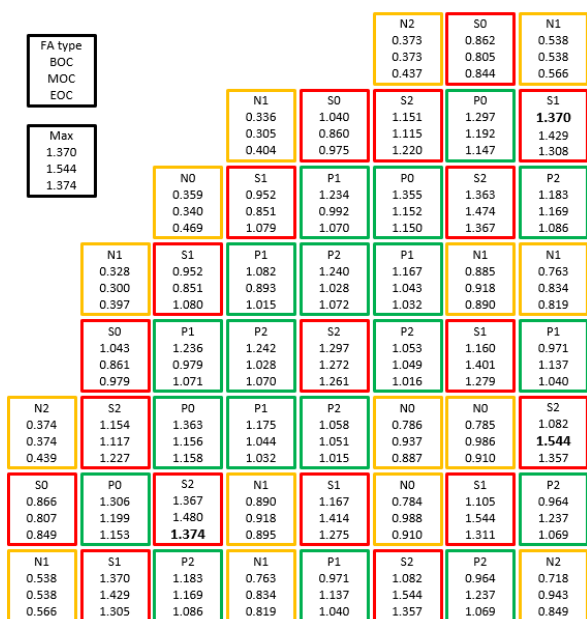 FA type
BOC
MOC
EOC
Max
1.370
1.544
1.374
N2 S0 N1
0.373 0.862 0.538
0.373 0.805 0.538
0.437 0.844 0.566
N1 S0 S2 P0 S1
0.336 1.040 1.151 1.297 1.370
0.305 0.860 1.115 1.192 1.429
0.404 0.975 1.220 1.147 1.308
N0 S1 P1 P0 S2 P2
0.359 0.952 1.234 1.355 1.363 1.183
0.340 0.851 0.992 1.152 1.474 1.169
0.469 1.079 1.070 1.150 1.367 1.086
N1 S1 P1 P2 P1 N1 N1
0.328 0.952 1.082 1.240 1.167 0.885 0.763
0.300 0.851 0.893 1.028 1.043 0.918 0.834
0.397 1.080 1.015 1.072 1.032 0.890 0.819
S0 P1 P2 S2 P2 S1 P1
1.043 1.236 1.242 1.297 1.053 1.160 0.971
0.861 0.979 1.028 1.272 1.049 1.401 1.137
0.979 1.071 1.070 1.261 1.016 1.279 1.040
N2 S2 P0 P1 P2 N0 N0 S2
0.374 1.154 1.363 1.175 1.058 0.786 0.785 1.082
0.374 1.117 1.156 1.044 1.051 0.937 0.986 1.544
0.439 1.227 1.158 1.032 1.015 0.887 0.910 1.357
S0 P0 S2 N1 S1 N0 S1 P2
0.866 1.306 1.367 0.890 1.167 0.784 1.105 0.964
0.807 1.199 1.480 0.918 1.414 0.988 1.544 1.237
0.849 1.153 1.374 0.895 1.275 0.910 1.311 1.069
N1 S1 P2 N1 P1 S2 P2 N2
0.538 1.370 1.183 0.763 0.971 1.082 0.964 0.718
0.538 1.429 1.169 0.834 1.137 1.544 1.237 0.943
0.566 1.305 1.086 0.819 1.040 1.357 1.069 0.849